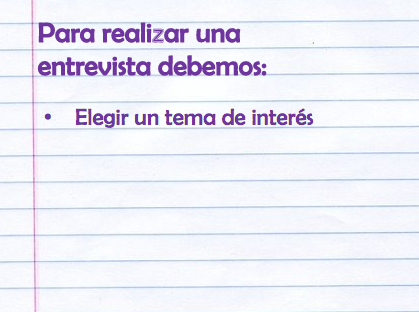 Para realizar una
entrevista debemos:
• Elegir un tema de interés